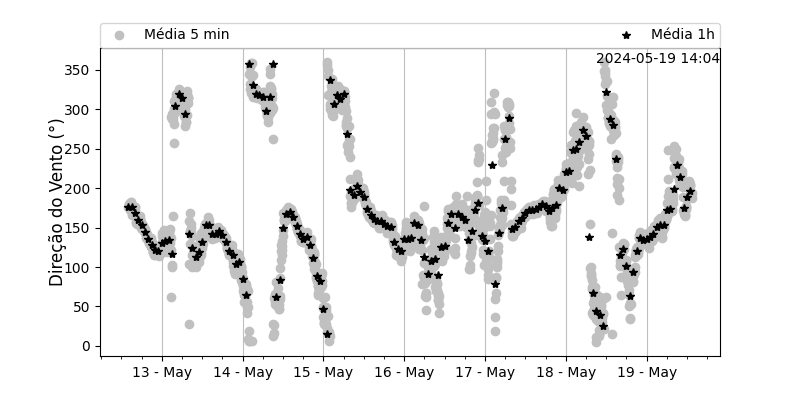 Média 5 min
Média 1h
2024-05-19 14:04
Direção do Vento (°)
350
300
250
200
150
100
50
0
13 - May
14 - May
15 - May
16 - May
17 - May
18 - May
19 - May